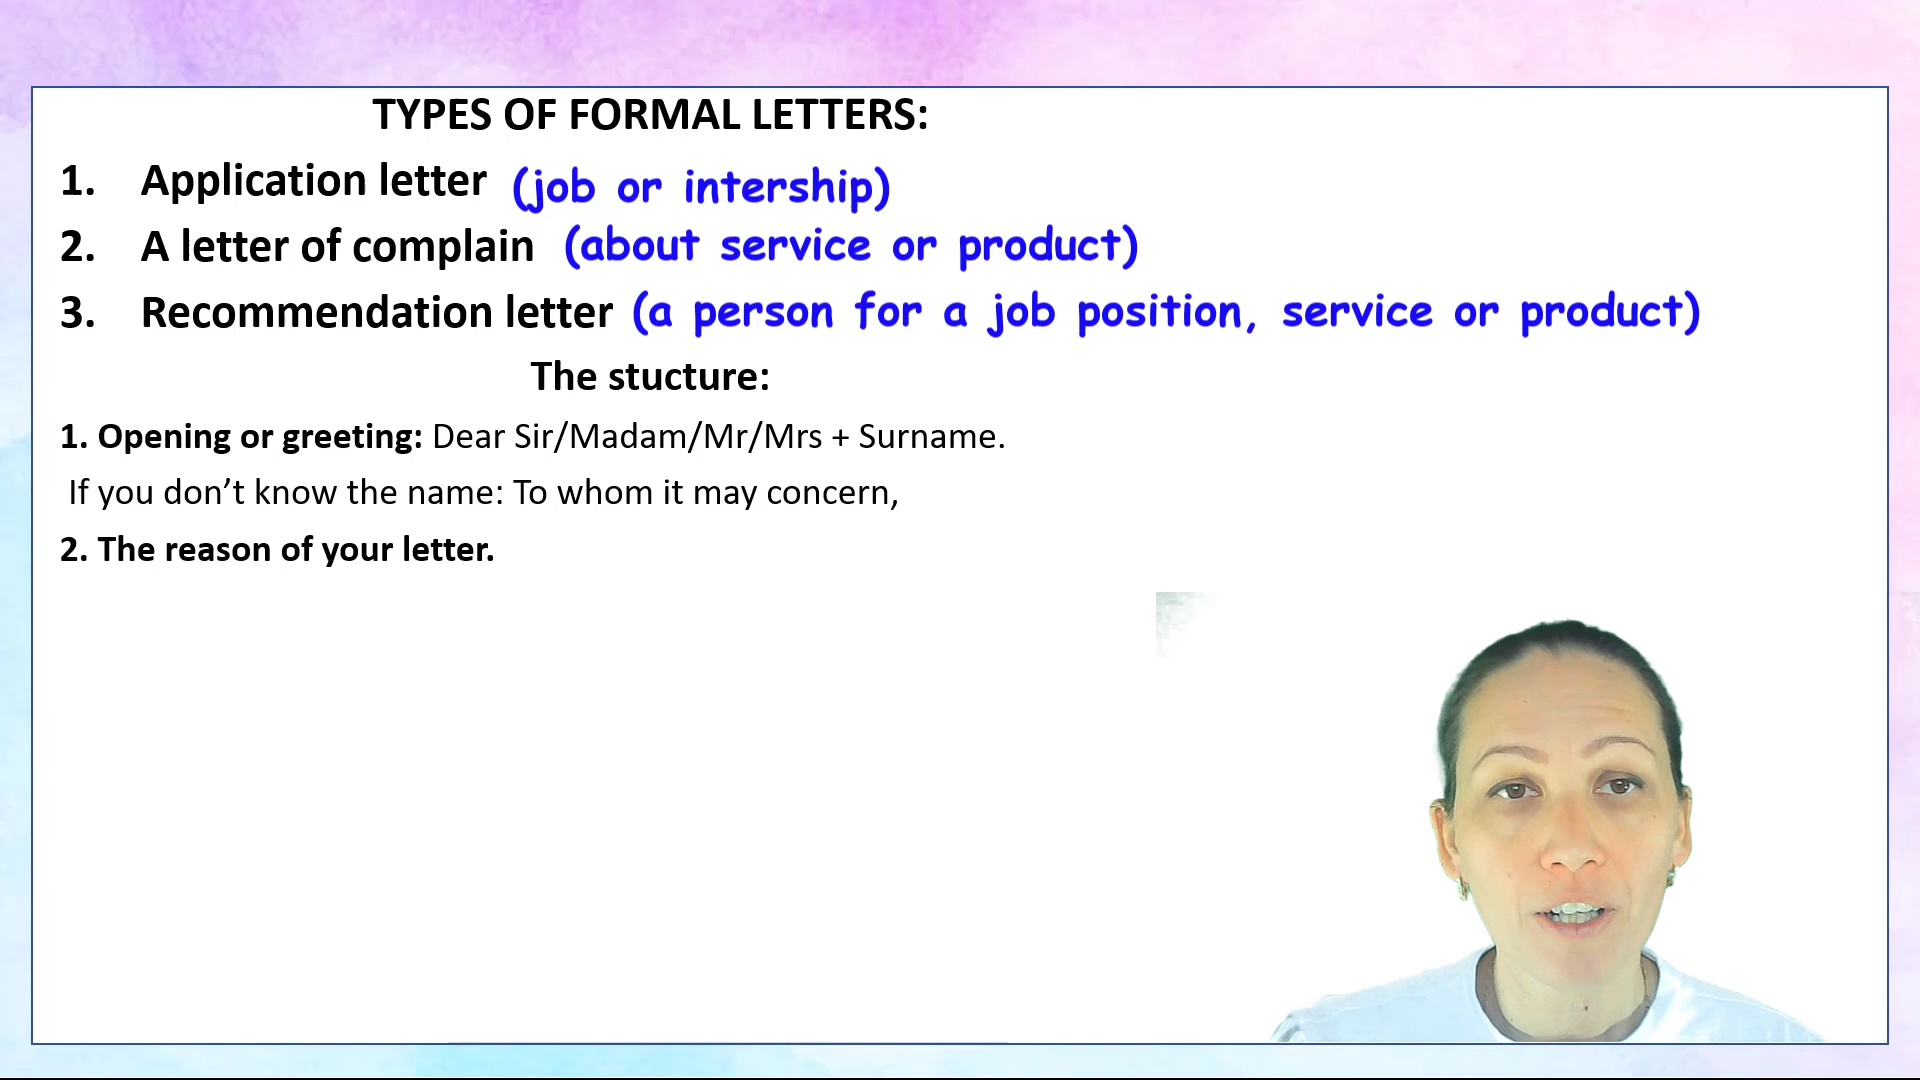 TYPES OF FORMAL LETTERS:
1. Application letter (job or intership)
2. A letter of complain (about service or product)
3. Recommendation letter (a person for a job position, service or product)
The stucture:
1. Opening or greeting: Dear Sir/Madam/Mr/Mrs + Surname.
If you don’t know the name: To whom it may concern,
2. The reason of your letter.